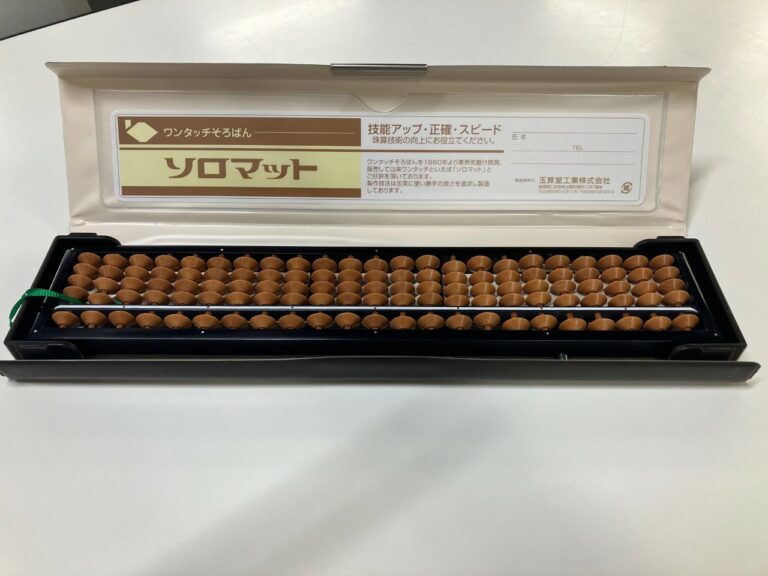 ワンタッチそろばん
ソロマット
技能アップ・正確・スピード
珠算技術の向上にお役立てください。
ワンタッチそろばんを1980年より業界先駆け開発。
販売して以来ワンタッチといえば「ソロマット」と
ご好評を頂いております。
製作技法は忠実に使い勝手の良さを追求し製造
しております。
氏名
TEL
玉算堂工業株式会社